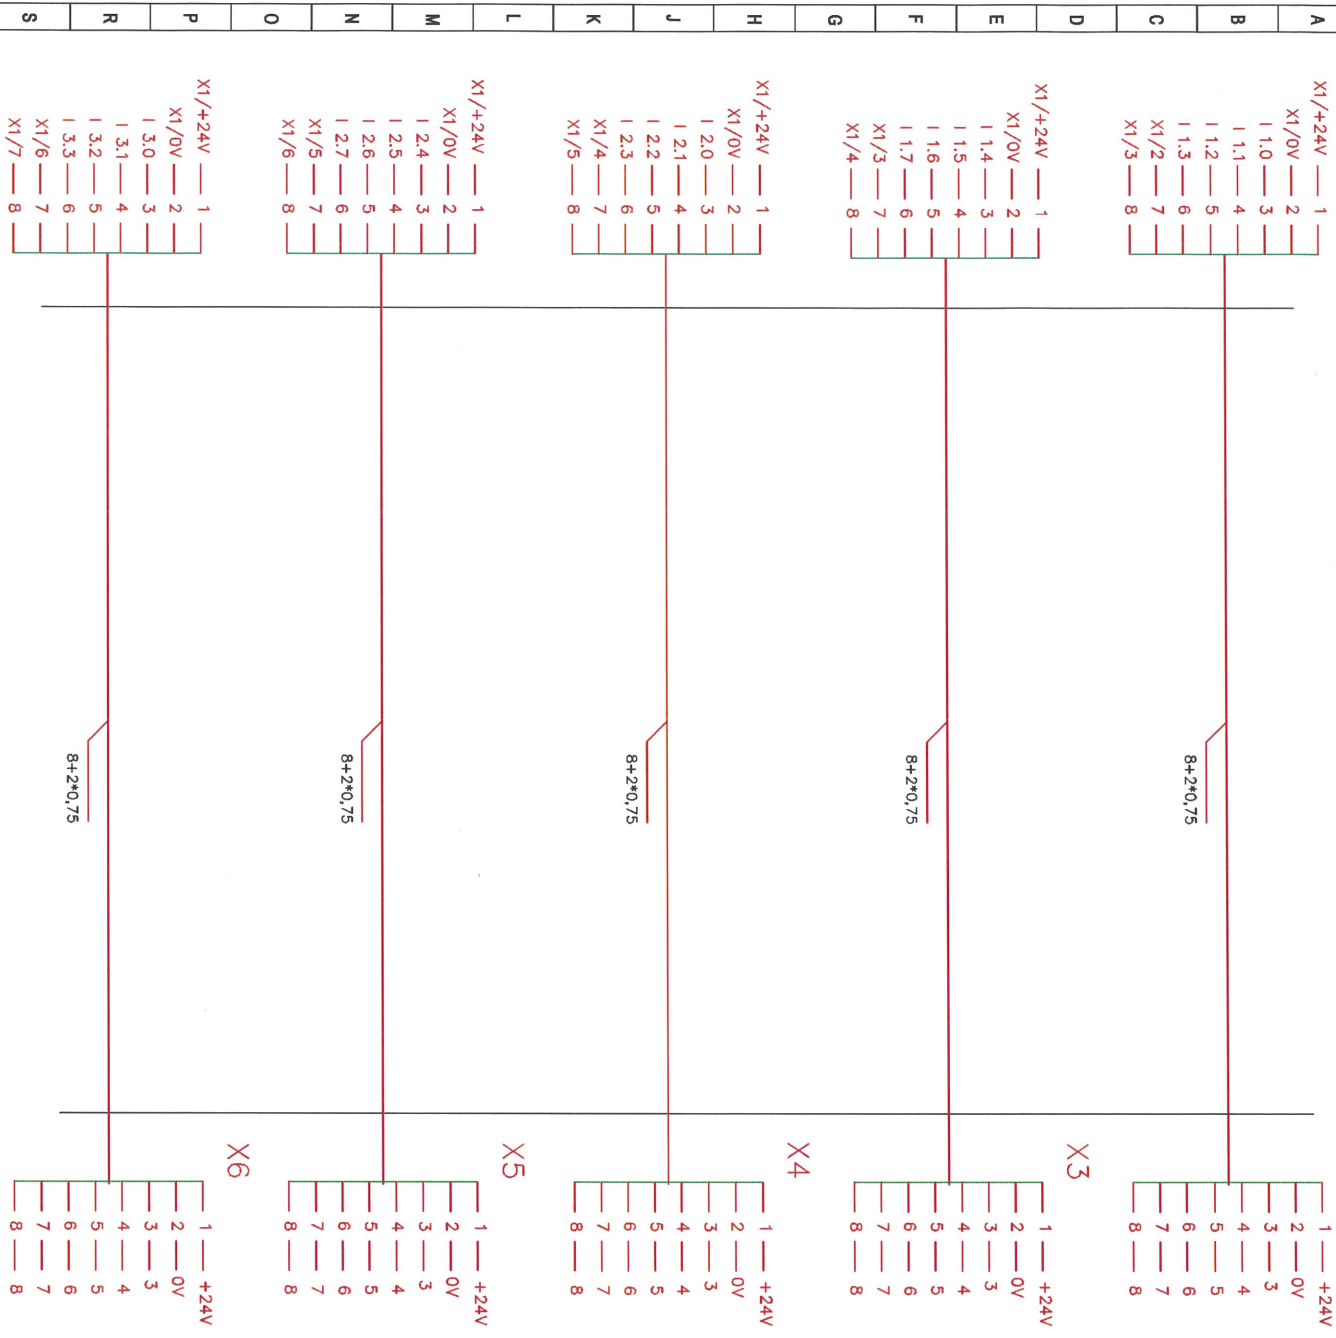 A
B
C
D
E
F
G
H
J
K
L
M
N
O
P
R
S
X1/+24V 1
X1/0V 2
I 1.0 3
I 1.1 4
I 1.2 5
I 1.3 6
X1/2 7
X1/3 8
8+2*0,75
1 +24V
2 0V
3 3
4 4
5 5
6 6
7 7
8 8
X3
X1/+24V 1
X1/0V 2
I 1.4 3
I 1.5 4
I 1.6 5
I 1.7 6
X1/3 7
X1/4 8
8+2*0,75
1 +24V
2 0V
3 3
4 4
5 5
6 6
7 7
8 8
X4
X1/+24V 1
X1/0V 2
I 2.0 3
I 2.1 4
I 2.2 5
I 2.3 6
X1/4 7
X1/5 8
8+2*0,75
1 +24V
2 0V
3 3
4 4
5 5
6 6
7 7
8 8
X5
X1/+24V 1
X1/0V 2
I 2.4 3
I 2.5 4
I 2.6 5
I 2.7 6
X1/5 7
X1/6 8
8+2*0,75
1 +24V
2 0V
3 3
4 4
5 5
6 6
7 7
8 8
X6
X1/+24V 1
X1/0V 2
I 3.0 3
I 3.1 4
I 3.2 5
I 3.3 6
X1/6 7
X1/7 8
8+2*0,75
1 +24V
2 0V
3 3
4 4
5 5
6 6
7 7
8 8